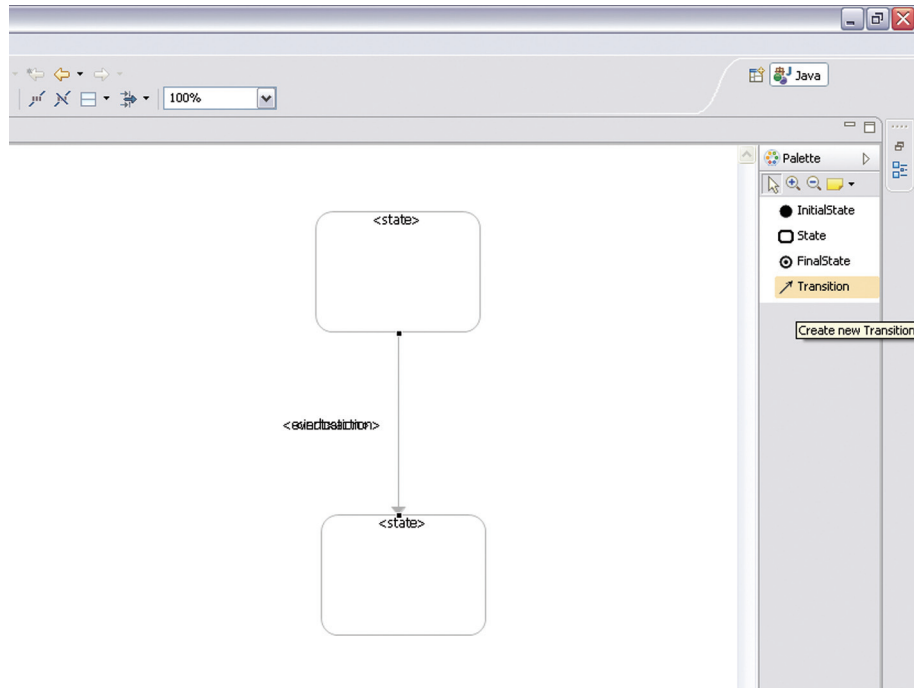 Java
100%
Palette
<state>
InitialState
State
FinalState
Transition
Create new Transition
<state>